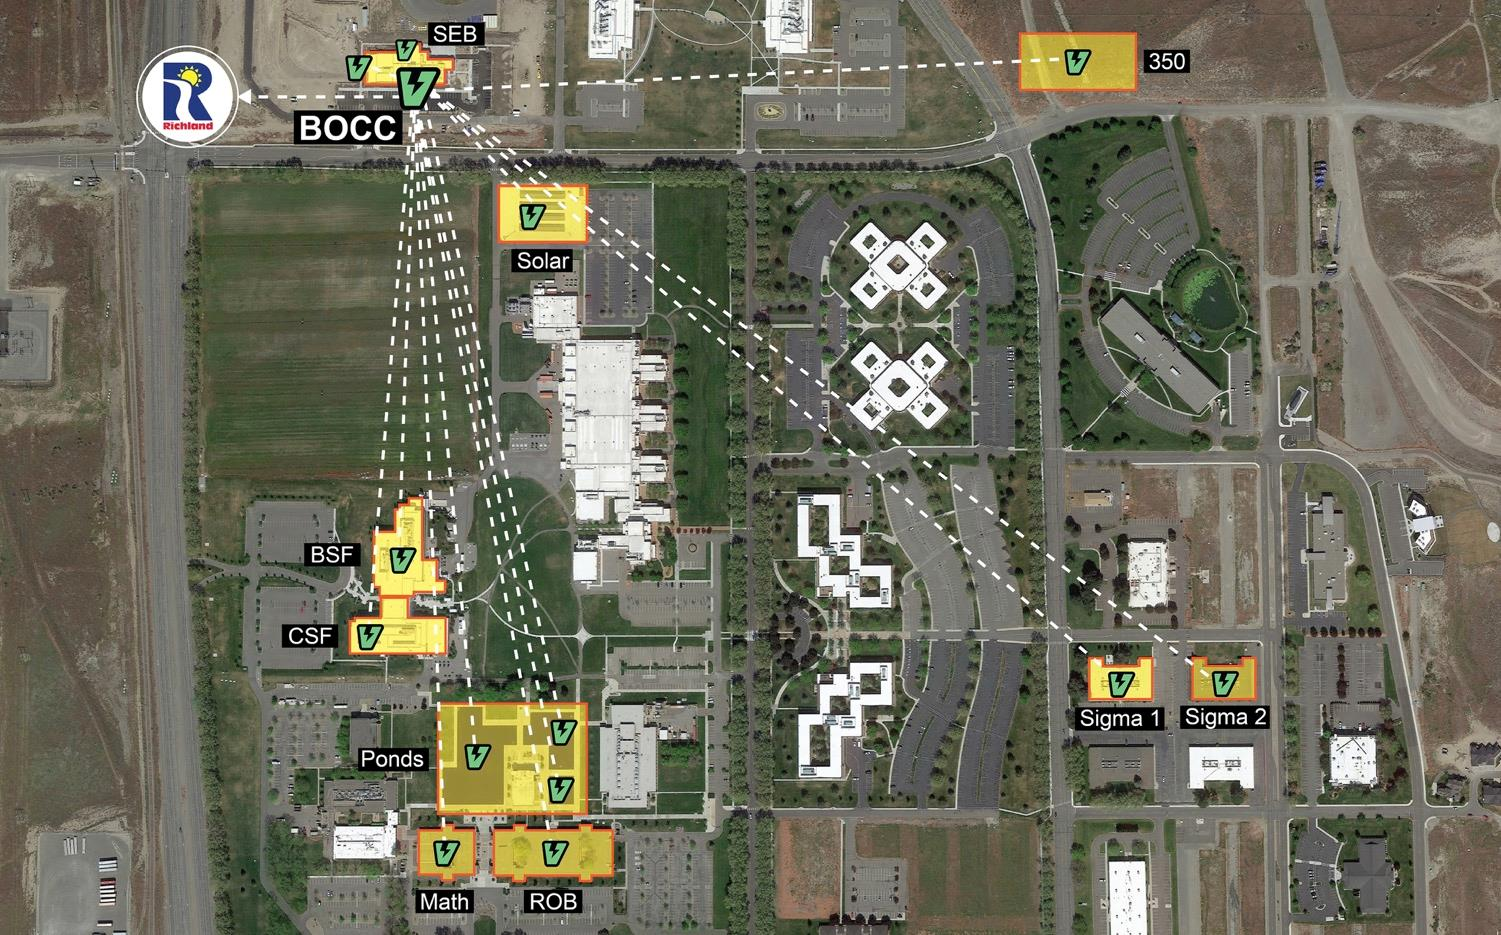 SEB
350
R
Richland
BOCC
Solar
BSF
CSF
Sigma 1
Sigma 2
Ponds
Math
ROB